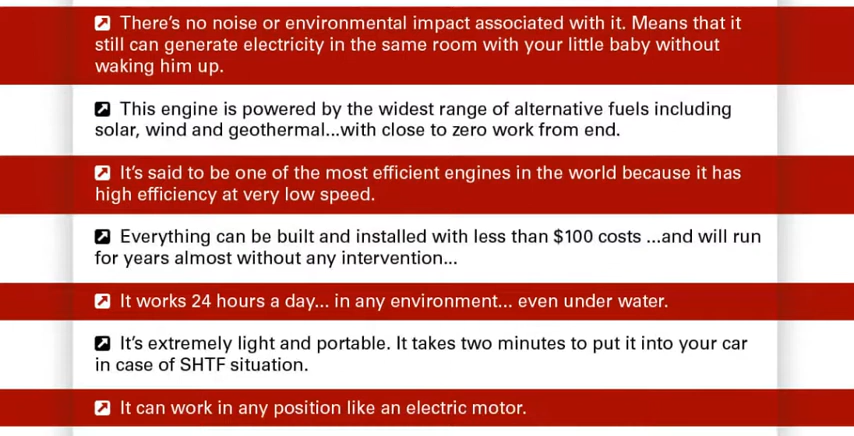 There's no noise or environmental impact associated with it. Means that it
still can generate electricity in the same room with your little baby without
waking him up.
This engine is powered by the widest range of alternative fuels including
solar, wind and geothermal...with close to zero work from end.
It's said to be one of the most efficient engines in the world because it has
high efficiency at very low speed.
Everything can be built and installed with less than $100 costs ...and will run
for years almost without any intervention...
It works 24 hours a day... in any environment... even under water.
It's extremely light and portable. It takes two minutes to put it into your car
in case of SHTF situation.
It can work in any position like an electric motor.